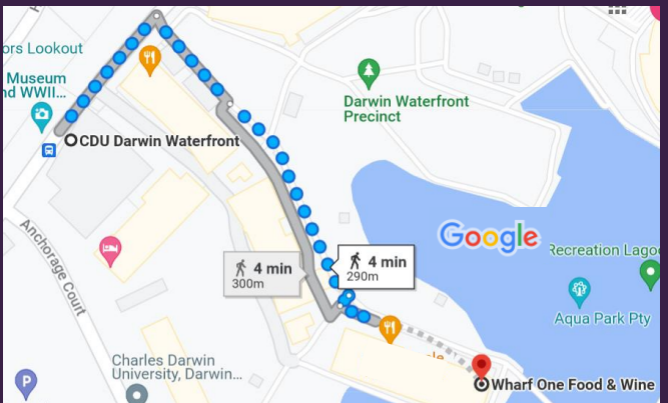 ors Lookout
Museum
nd WWII...
CDU Darwin Waterfront
Darwin Waterfront
Precinct
Anchorage Court
4 min
300m
4 min
290m
Google
Recreation Lago
Aqua Park Pty
Charles Darwin
University, Darwin...
Wharf One Food & Wine
P